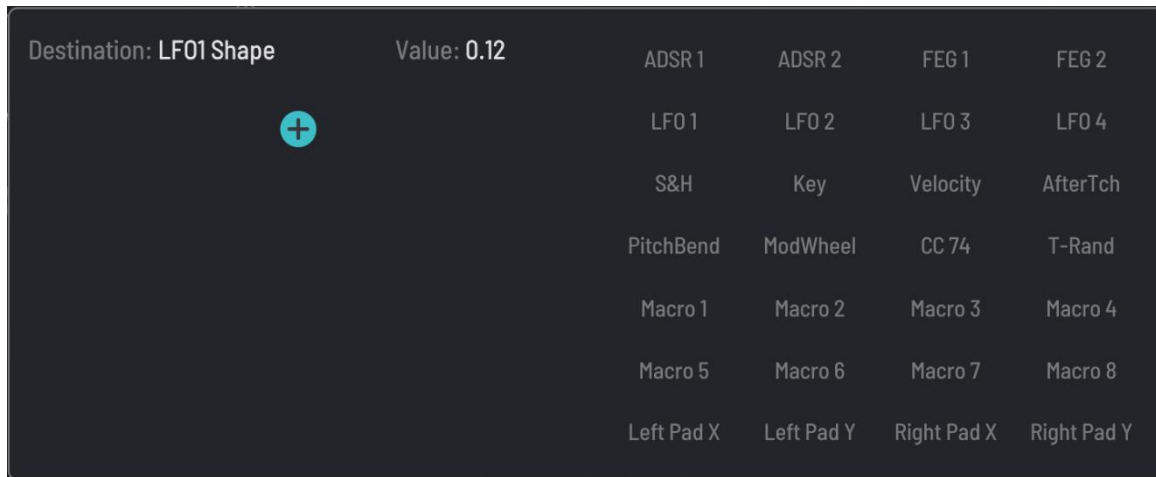 Destination: LFO1 Shape Value: 0.12
ADSR 1 ADSR 2 FEG 1 FEG 2
LFO 1 LFO 2 LFO 3 LFO 4
S&H Key Velocity AfterTch
PitchBend ModWheel CC 74 T-Rand
Macro 1 Macro 2 Macro 3 Macro 4
Macro 5 Macro 6 Macro 7 Macro 8
Left Pad X Left Pad Y Right Pad X Right Pad Y